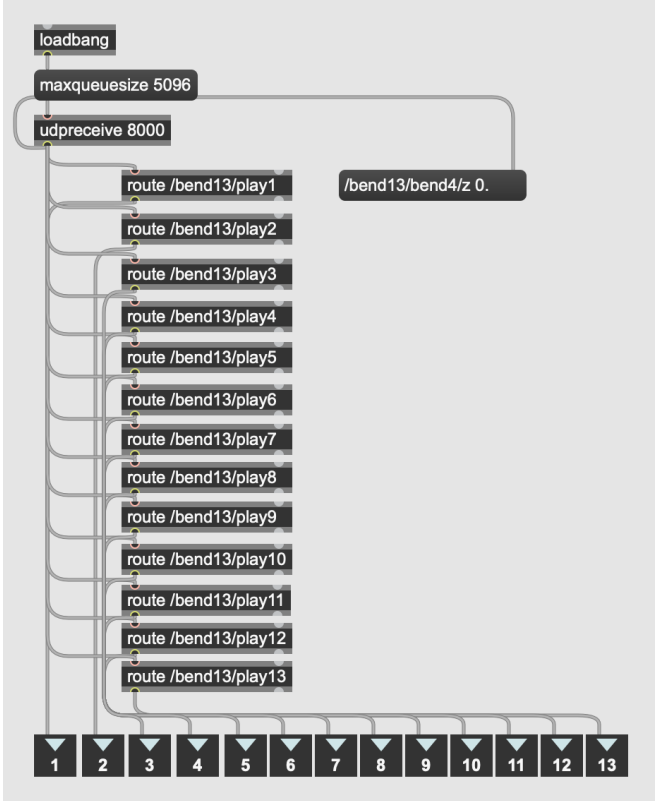 loadbang
maxqueuesize 5096
udpreceive 8000
route /bend13/play1
/bend13/bend4/z 0.
route /bend13/play2
route /bend13/play3
route /bend13/play4
route /bend13/play5
route /bend13/play6
route /bend13/play7
route /bend13/play8
route /bend13/play9
route /bend13/play10
route /bend13/play11
route /bend13/play12
route /bend13/play13
1 2 3 4 5 6 7 8 9 10 11 12 13